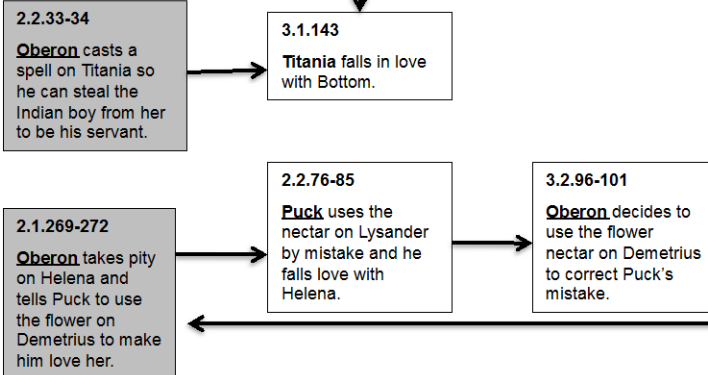 2.2.33-34
Oberon casts a
spell on Titania so
he can steal the
Indian boy from her
to be his servant.
3.1.143
Titania falls in love
with Bottom.
2.1.269-272
Oberon takes pity
on Helena and
tells Puck to use
the flower on
Demetrius to make
him love her.
2.2.76-85
Puck uses the
nectar on Lysander
by mistake and he
falls love with
Helena.
3.2.96-101
Oberon decides to
use the flower
nectar on Demetrius
to correct Puck's
mistake.